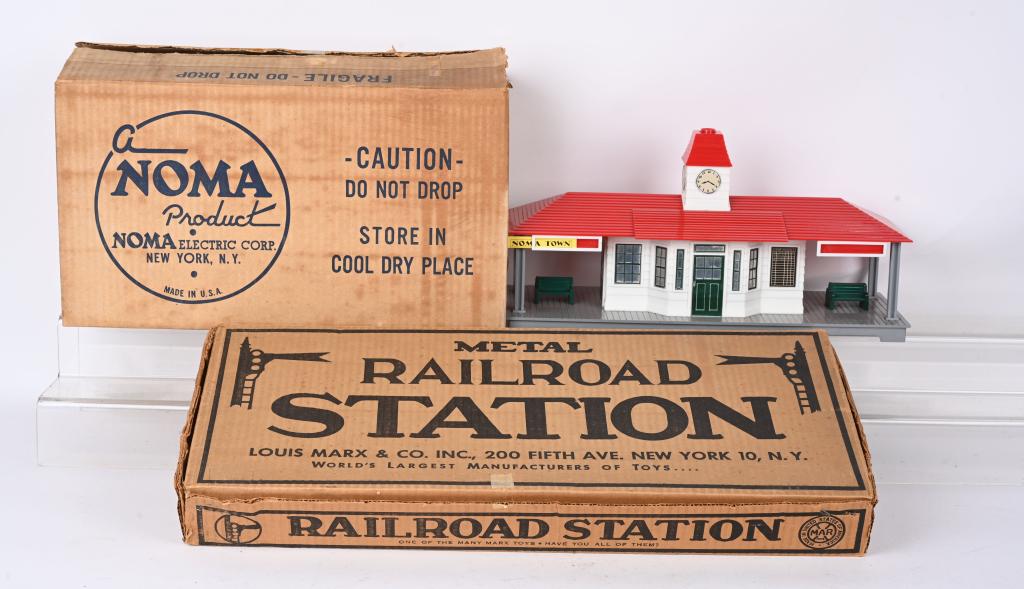 FRAGILE - DO NOT DROP
a
NOMA
Product
NOMA ELECTRIC CORP.
NEW YORK, N.Y.
MADE IN U.S.A.
-CAUTION-
DO NOT DROP
STORE IN
COOL DRY PLACE
NOMA TOWN
METAL
RAILROAD
STATION
LOUIS MARX & CO. INC., 200 FIFTH AVE. NEW YORK 10, N.Y.
WORLD'S LARGEST MANUFACTURERS OF TOYS....
RAILROAD STATION
ONE OF THE MANY MARX TOYS • HAVE YOU ALL OF THEM?
MAR